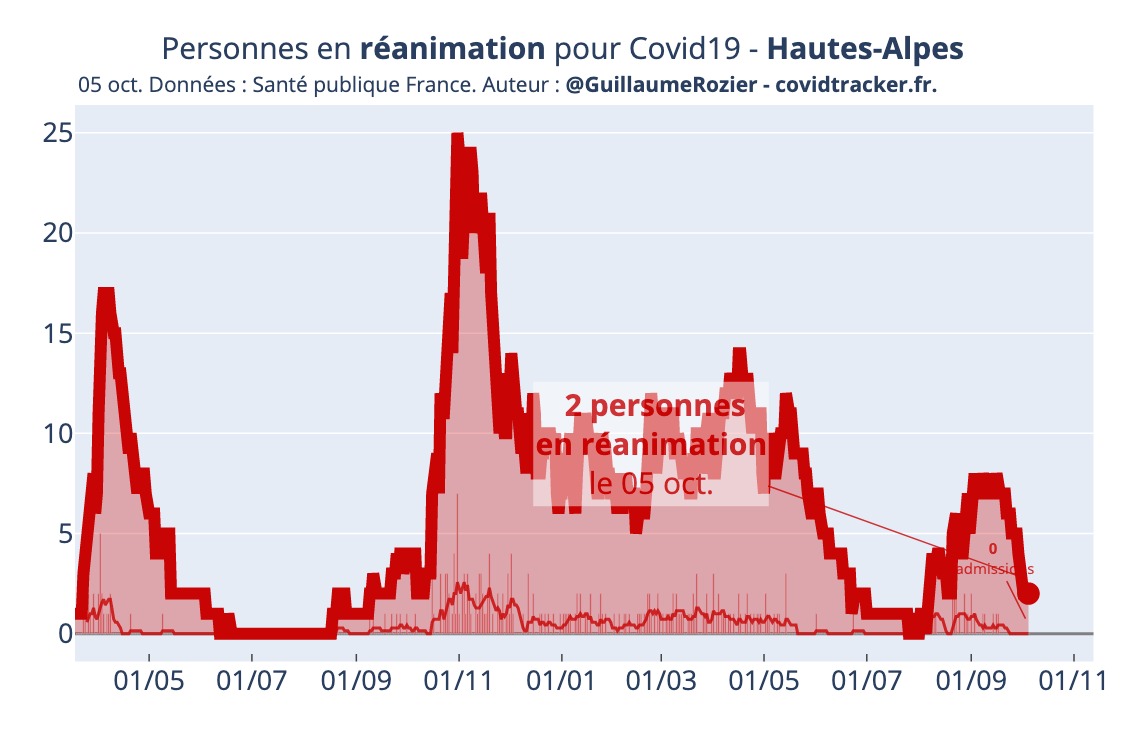 Personnes en réanimation pour Covid19 - Hautes-Alpes
05 oct. Données : Santé publique France. Auteur : @GuillaumeRozier - covidtracker.fr.
25
20
15
10
5
0
2 personnes
en réanimation
le 05 oct.
0
admissions
01/05 01/07 01/09 01/11 01/01 01/03 01/05 01/07 01/09 01/11